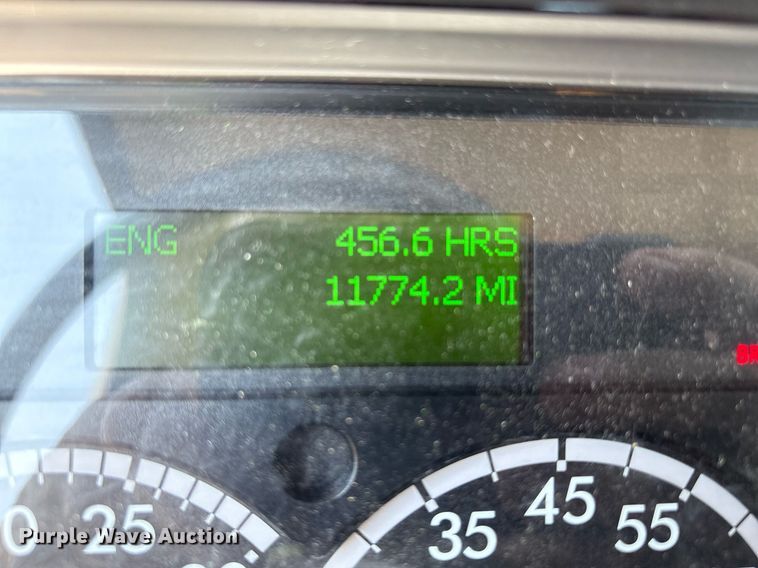 ENG 456.6 HRS
11774.2 MI
25
35 45 55
Purple Wave Auction